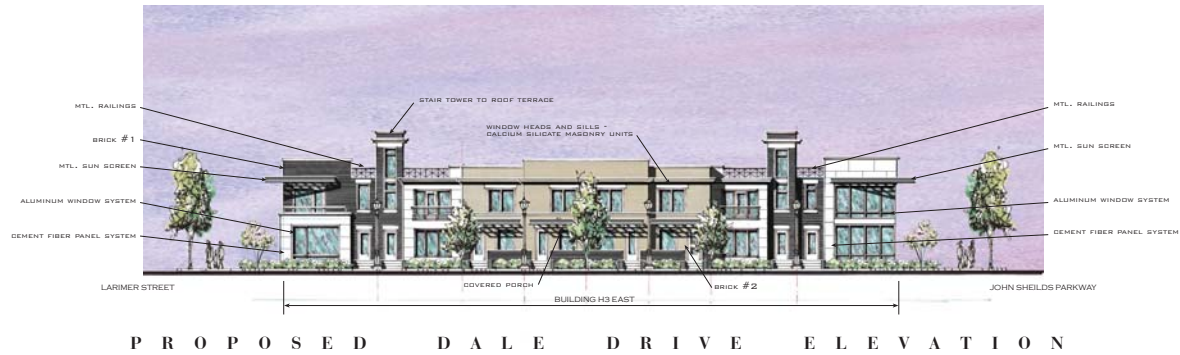 STAIR TOWER TO ROOF TERRACE
MTL. RAILINGS
MTL. RAILINGS
WINDOW HEADS AND SILLS -
CALCIUM SILICATE MASONRY UNITS
BRICK #1
MTL. SUN SCREEN
MTL. SUN SCREEN
ALUMINUM WINDOW SYSTEM
ALUMINUM WINDOW SYSTEM
CEMENT FIBER PANEL SYSTEM
CEMENT FIBER PANEL SYSTEM
COVERED PORCH
BRICK #2
LARIMER STREET
JOHN SHEILDS PARKWAY
BUILDING H3 EAST
PROPOSED DALE DRIVE ELEVATION